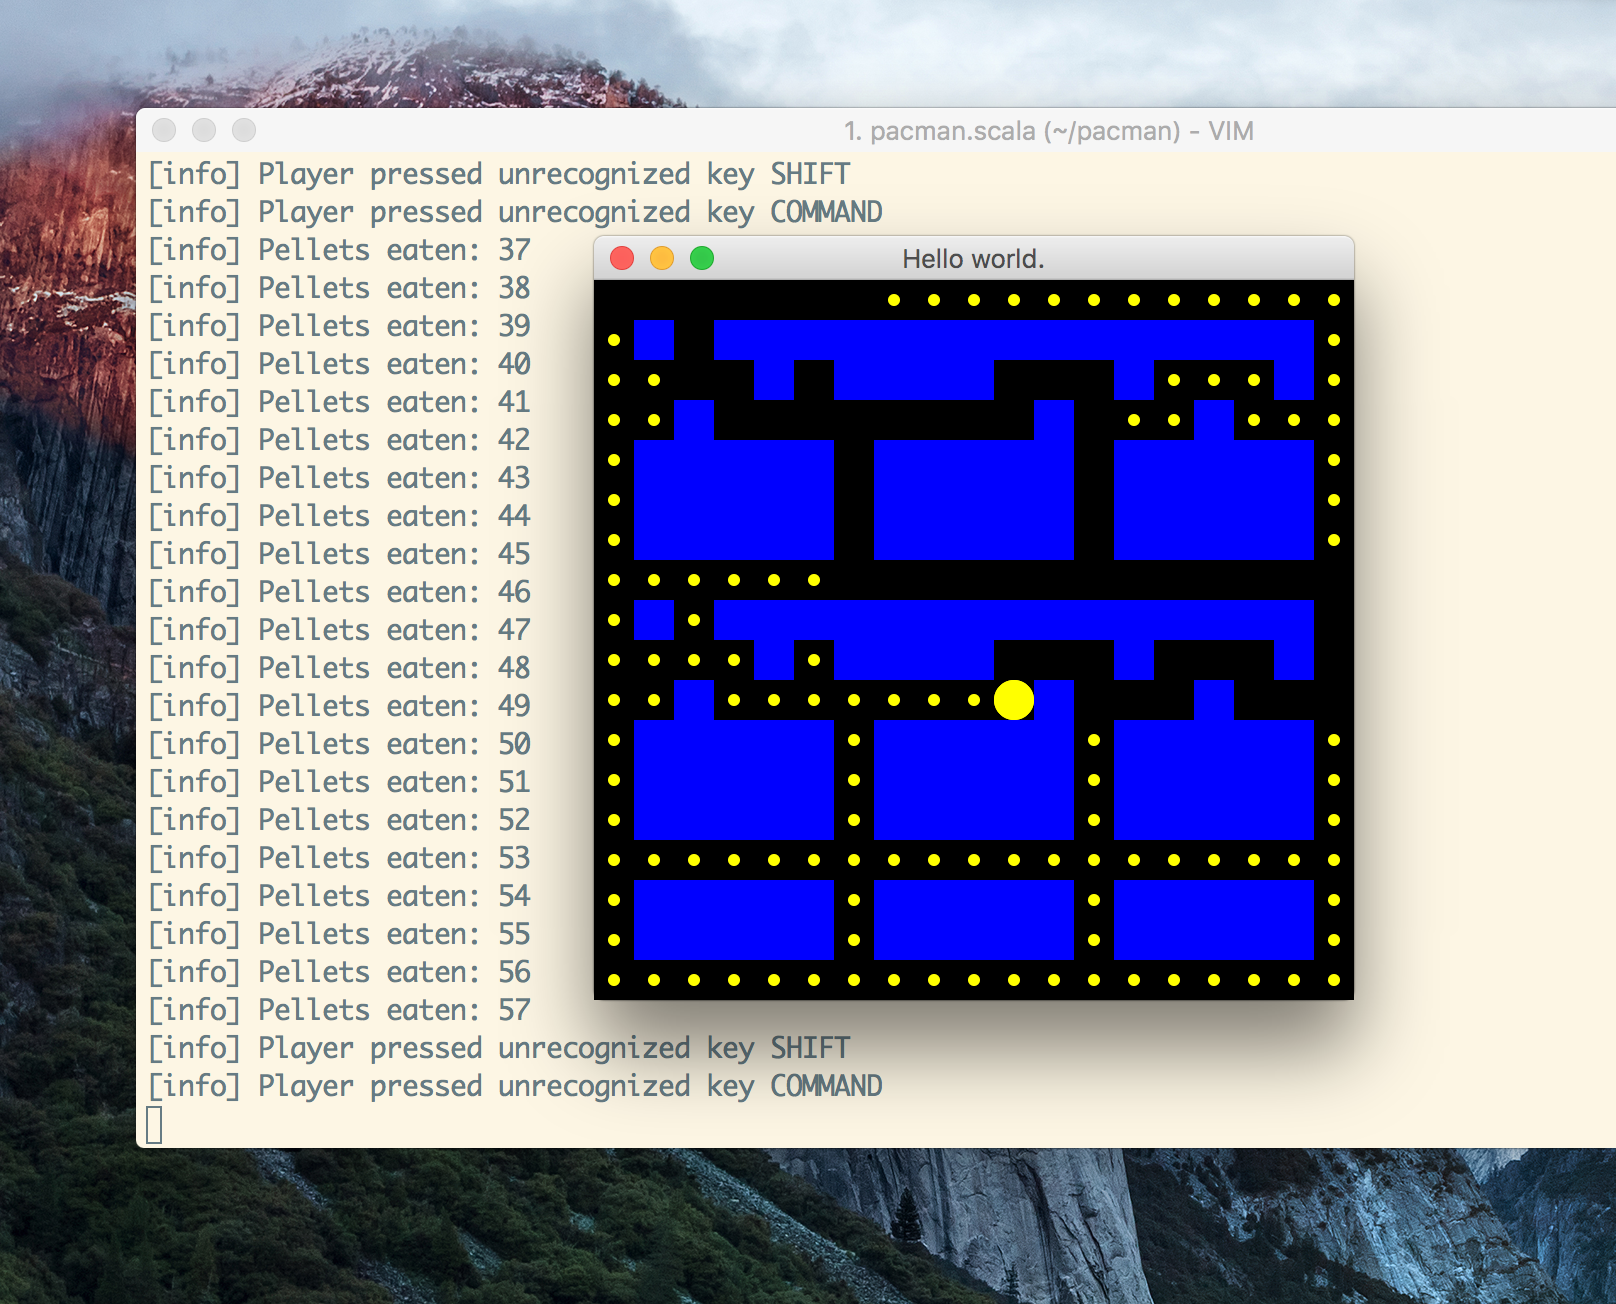 1. pacman.scala (~/pacman) - VIM
[info] Player pressed unrecognized key SHIFT
[info] Player pressed unrecognized key COMMAND
[info] Pellets eaten: 37
Hello world.
[info] Pellets eaten: 38
[info] Pellets eaten: 39
[info] Pellets eaten: 40
[info] Pellets eaten: 41
[info] Pellets eaten: 42
[info] Pellets eaten: 43
[info] Pellets eaten: 44
[info] Pellets eaten: 45
[info] Pellets eaten: 46
[info] Pellets eaten: 47
[info] Pellets eaten: 48
[info] Pellets eaten: 49
[info] Pellets eaten: 50
[info] Pellets eaten: 51
[info] Pellets eaten: 52
[info] Pellets eaten: 53
[info] Pellets eaten: 54
[info] Pellets eaten: 55
[info] Pellets eaten: 56
[info] Pellets eaten: 57
[info] Player pressed unrecognized key SHIFT
[info] Player pressed unrecognized key COMMAND